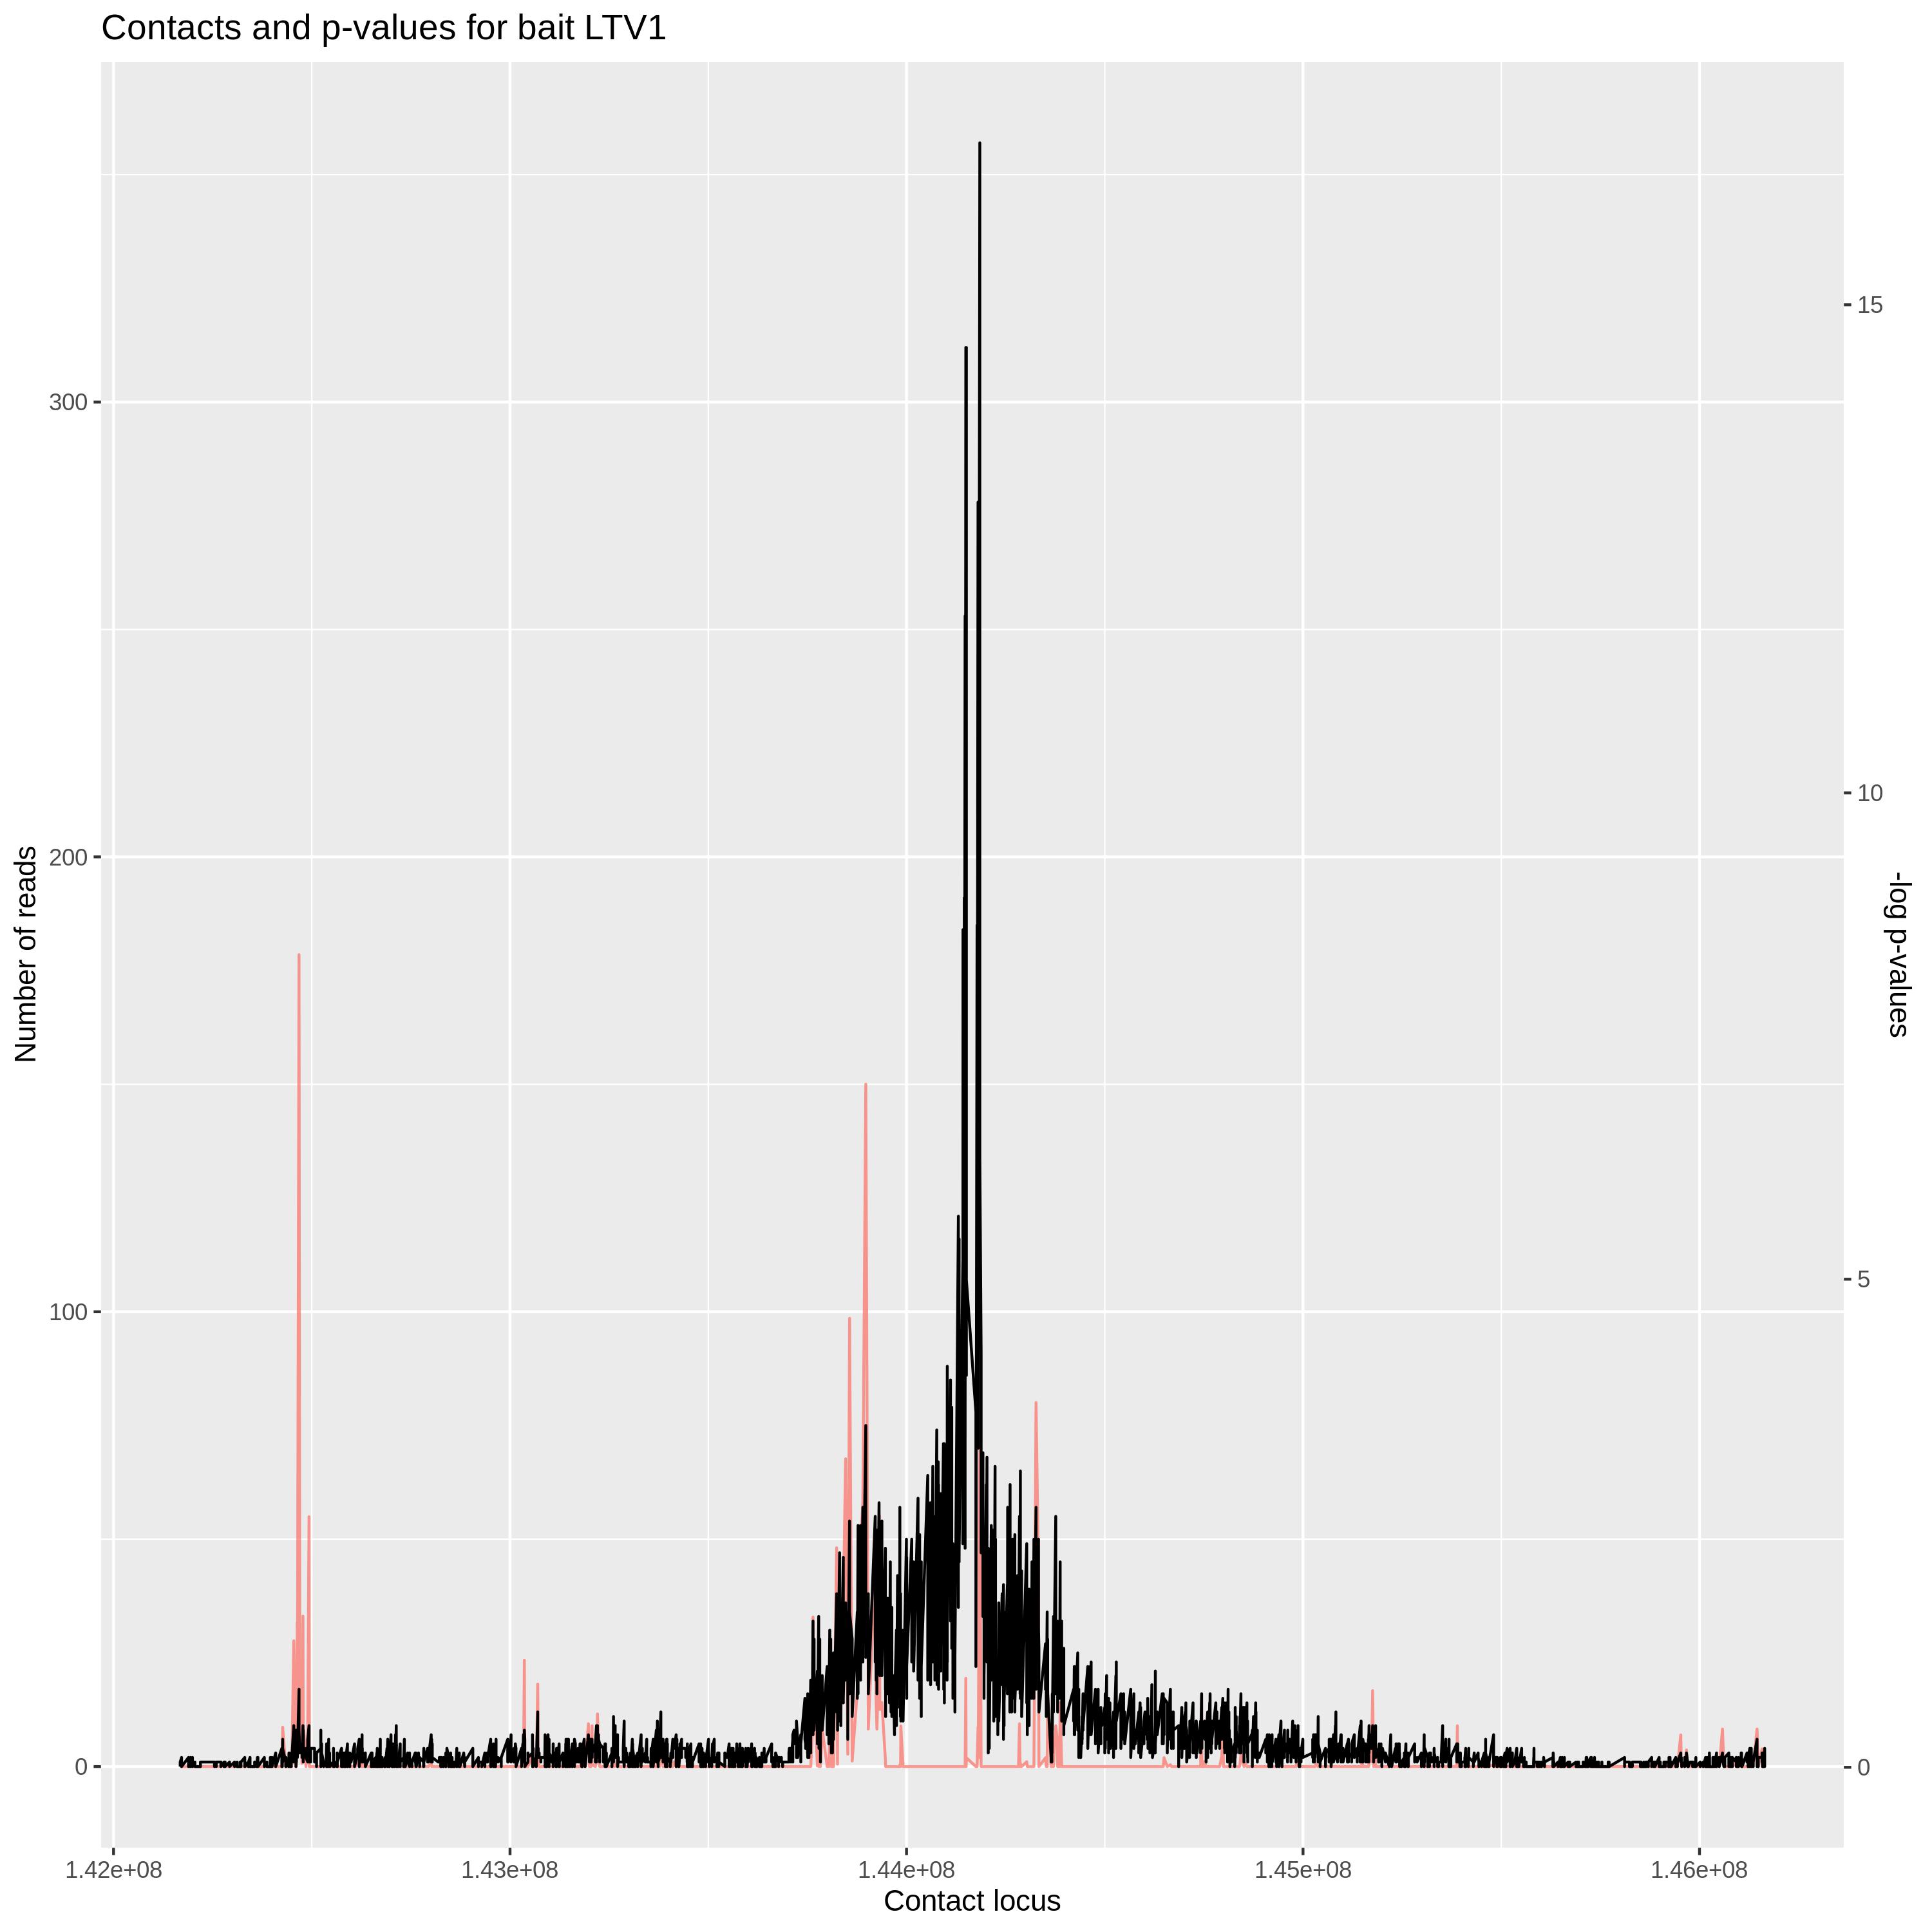 Contacts and p-values for bait LTV1
Number of reads
300
200
100
0
15
10
5
0
-log p-values
1.42e+08
1.43e+08
1.44e+08
1.45e+08
1.46e+08
Contact locus